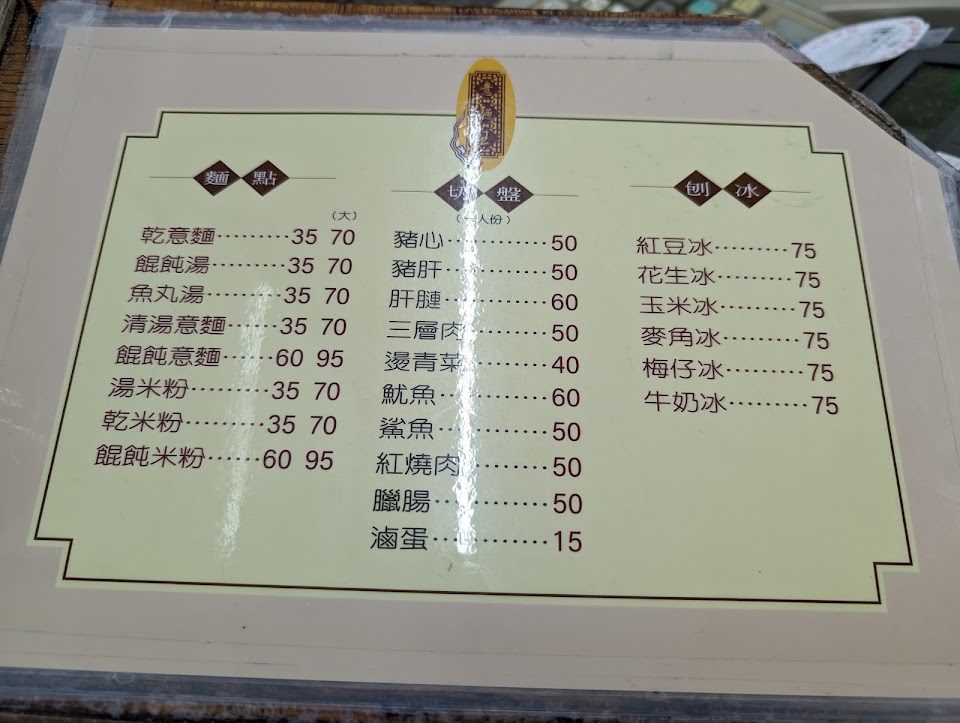 麵點
(大)
乾意麵·········35 70
餛飩湯·········35 70
魚丸湯·········35 70
清湯意麵······35 70
餛飩意麵······60 95
湯米粉·········35 70
乾米粉·········35 70
餛飩米粉······60 95
切盤
(一人份)
豬心············50
豬肝············50
肝膎············60
三層肉·········50
燙青菜·········40
魷魚············60
鯊魚············50
紅燒肉·········50
臘腸············50
滷蛋············15
刨冰
紅豆冰·········75
花生冰·········75
玉米冰·········75
麥角冰·········75
梅仔冰·········75
牛奶冰·········75